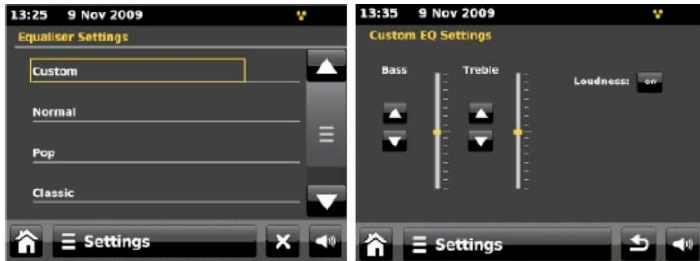 13:25 9 Nov 2009
Equaliser Settings
Custom
Normal
Pop
Classic
Settings
13:35 9 Nov 2009
Custom EQ Settings
Bass Treble Loudness: on
Settings